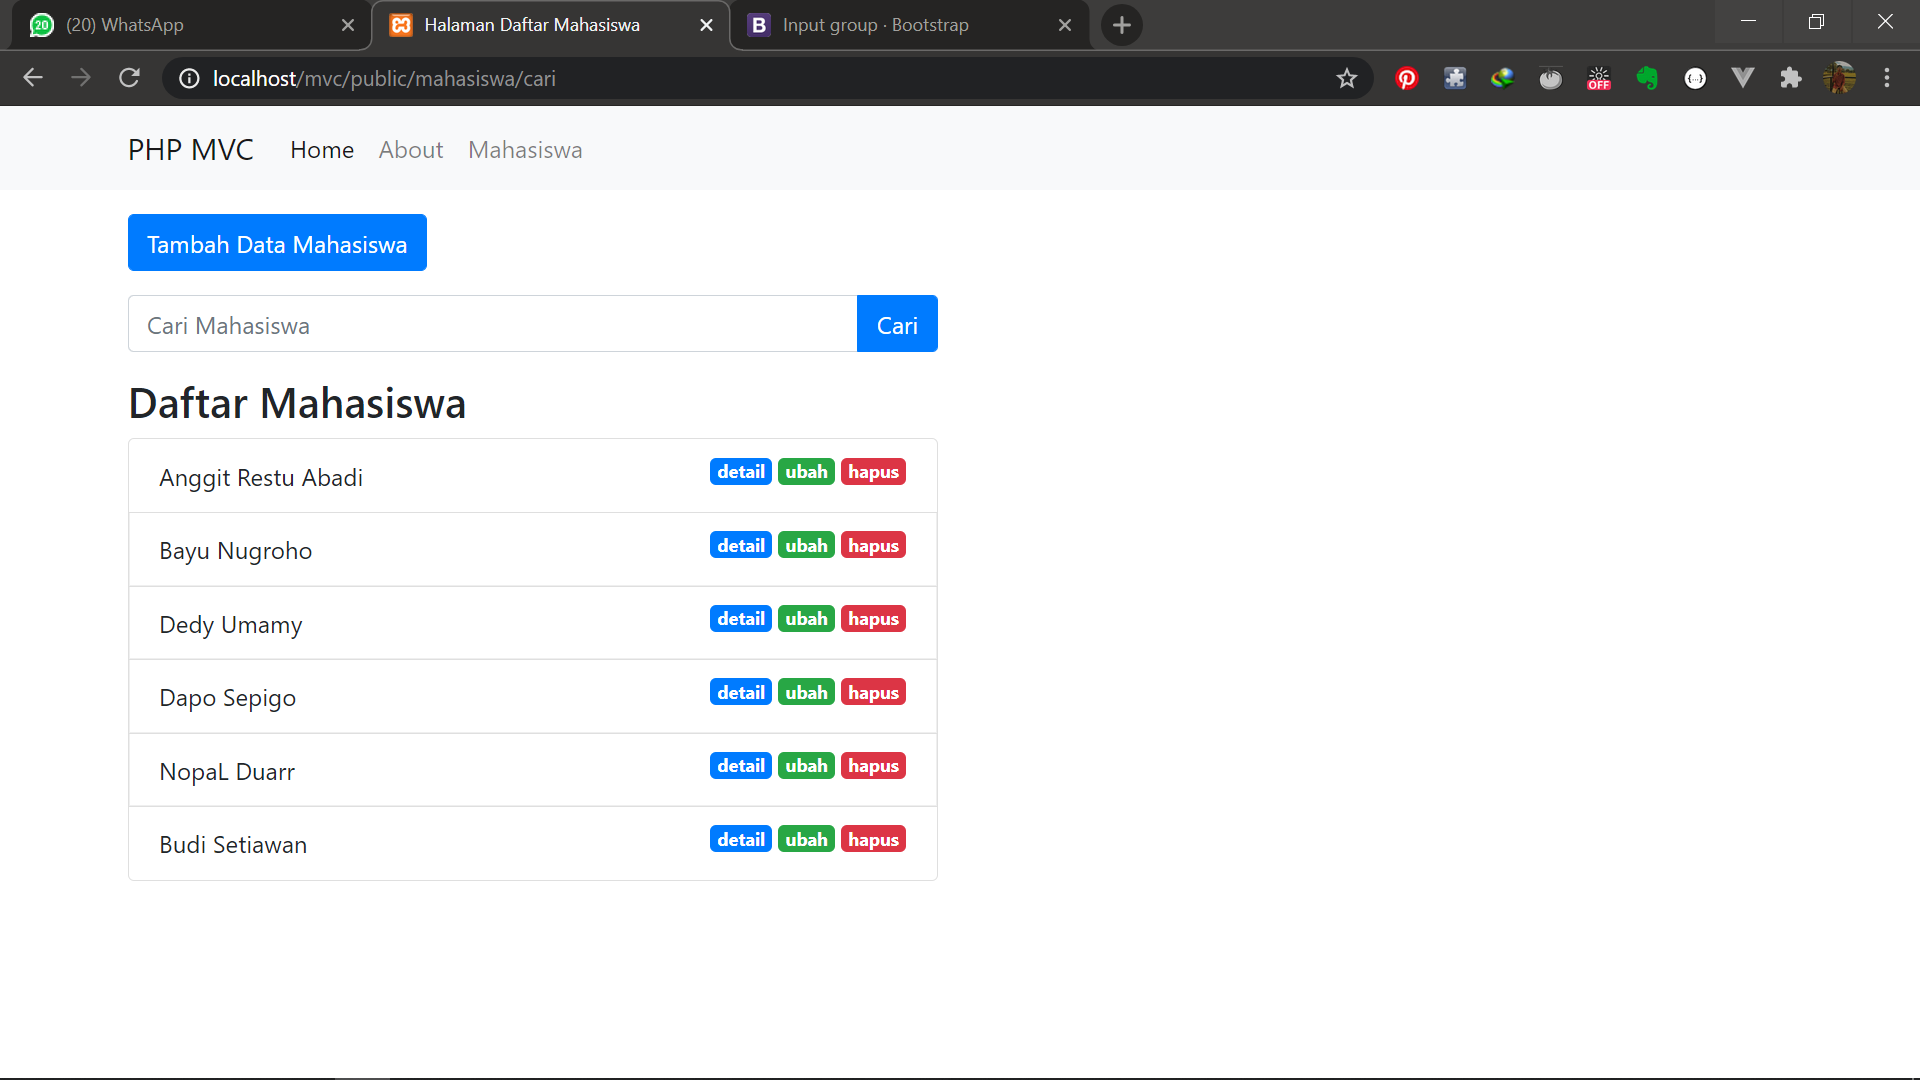 (20) WhatsApp
Halaman Daftar Mahasiswa
Input group · Bootstrap
localhost/mvc/public/mahasiswa/cari
OFF
PHP MVC Home About Mahasiswa
Tambah Data Mahasiswa
Cari Mahasiswa Cari
Daftar Mahasiswa
Anggit Restu Abadi detail ubah hapus
Bayu Nugroho detail ubah hapus
Dedy Umamy detail ubah hapus
Dapo Sepigo detail ubah hapus
NopaL Duarr detail ubah hapus
Budi Setiawan detail ubah hapus